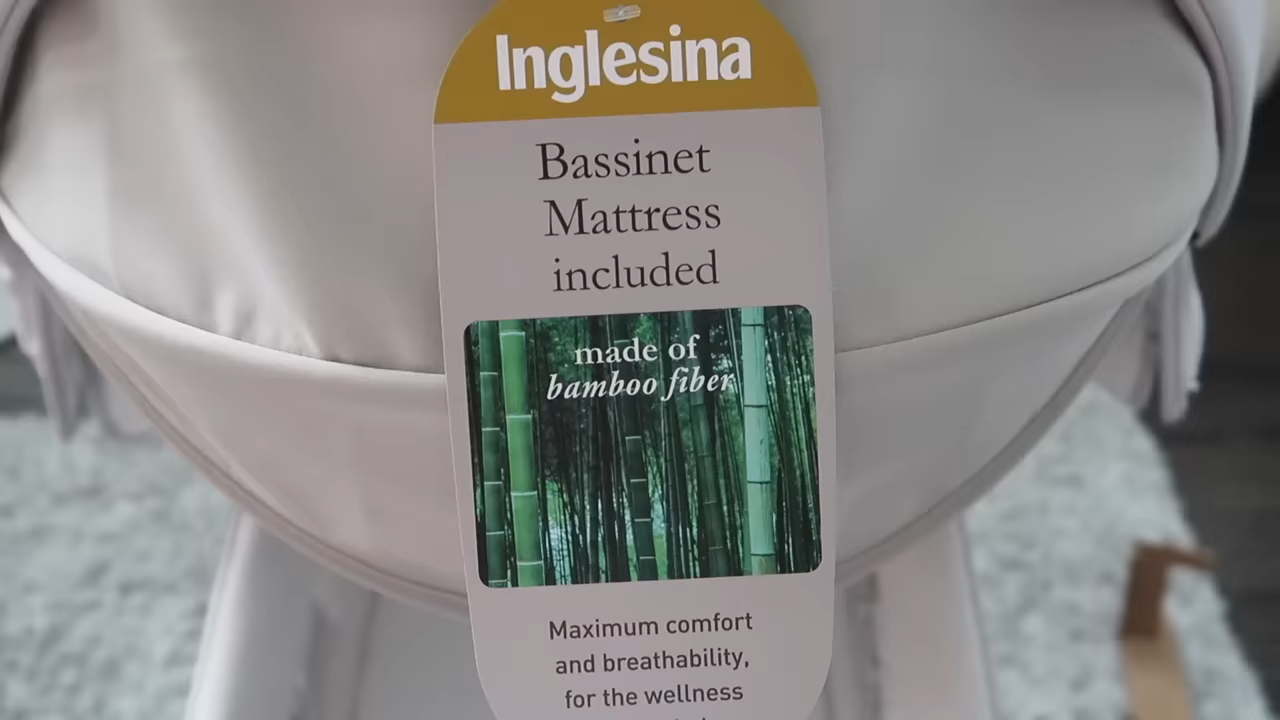 Inglesina
Bassinet
Mattress
included
made of
bamboo fiber
Maximum comfort
and breathability,
for the wellness